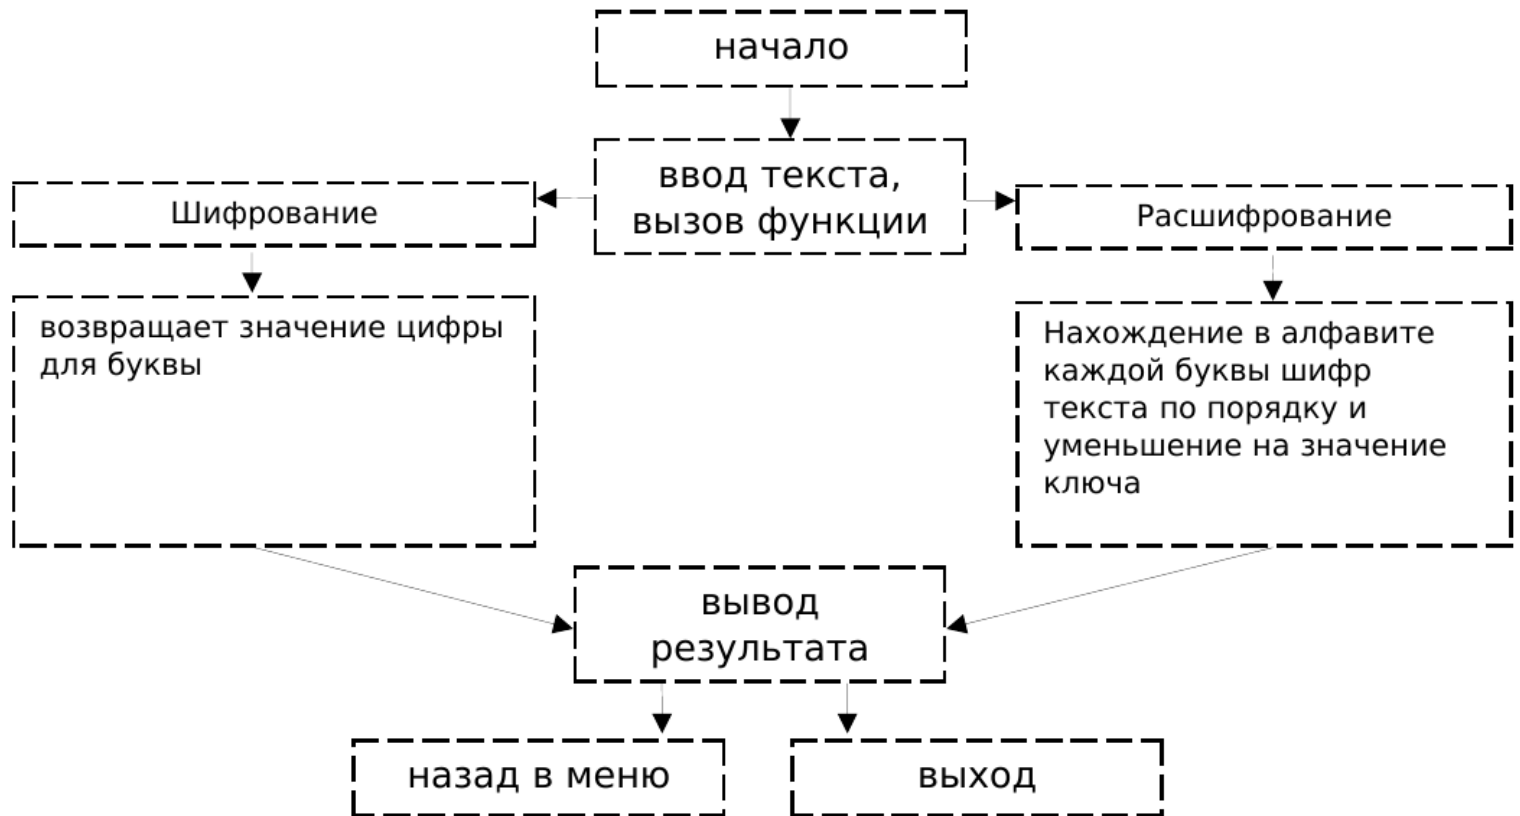 начало
ввод текста,
вызов функции
Шифрование
Расшифрование
возвращает значение цифры
для буквы
Нахождение в алфавите
каждой буквы шифр
текста по порядку и
уменьшение на значение
ключа
вывод
результата
назад в меню
выход